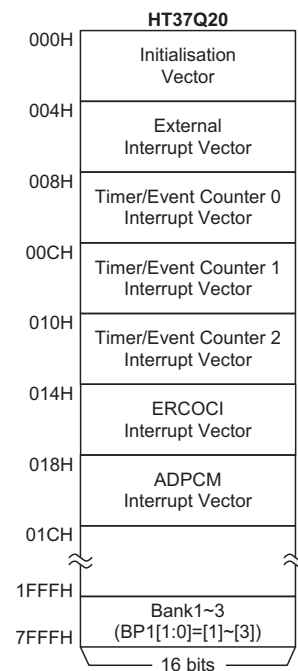 HT37Q20
000H
Initialisation
Vector
004H
External
Interrupt Vector
008H
Timer/Event Counter 0
Interrupt Vector
00CH
Timer/Event Counter 1
Interrupt Vector
010H
Timer/Event Counter 2
Interrupt Vector
014H
ERCOCI
Interrupt Vector
018H
ADPCM
Interrupt Vector
01CH
1FFFH
Bank1~3
(BP1[1:0]=[1]~[3])
7FFFH
16 bits